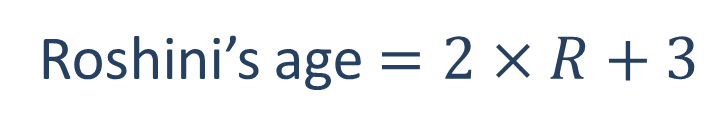 Roshini’s age = 2 × R + 3